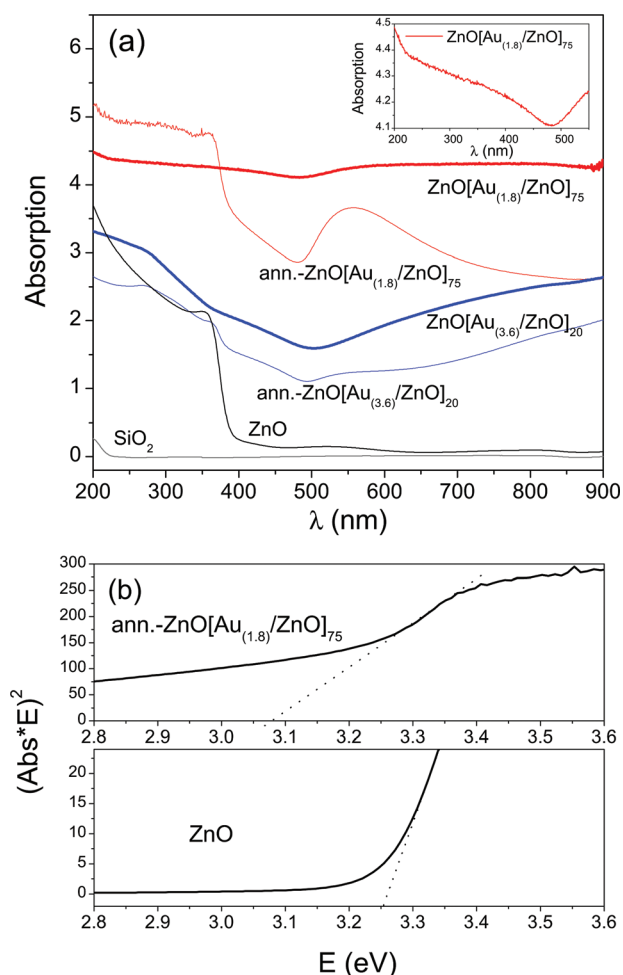 (a)
ZnO[Au(1.8)/ZnO]75
4.5
4.4
4.3
4.2
4.1
Absorption
200 300 400 500
λ (nm)
6
5
4
3
2
1
0
Absorption
ZnO[Au(1.8)/ZnO]75
ann.-ZnO[Au(1.8)/ZnO]75
ZnO[Au(3.6)/ZnO]20
ann.-ZnO[Au(3.6)/ZnO]20
SiO2
ZnO
200 300 400 500 600 700 800 900
λ (nm)
(b)
ann.-ZnO[Au(1.8)/ZnO]75
300
250
200
150
100
50
0
2.8 2.9 3.0 3.1 3.2 3.3 3.4 3.5 3.6
(Abs*E)2
ZnO
20
15
10
5
0
2.8 2.9 3.0 3.1 3.2 3.3 3.4 3.5 3.6
E (eV)